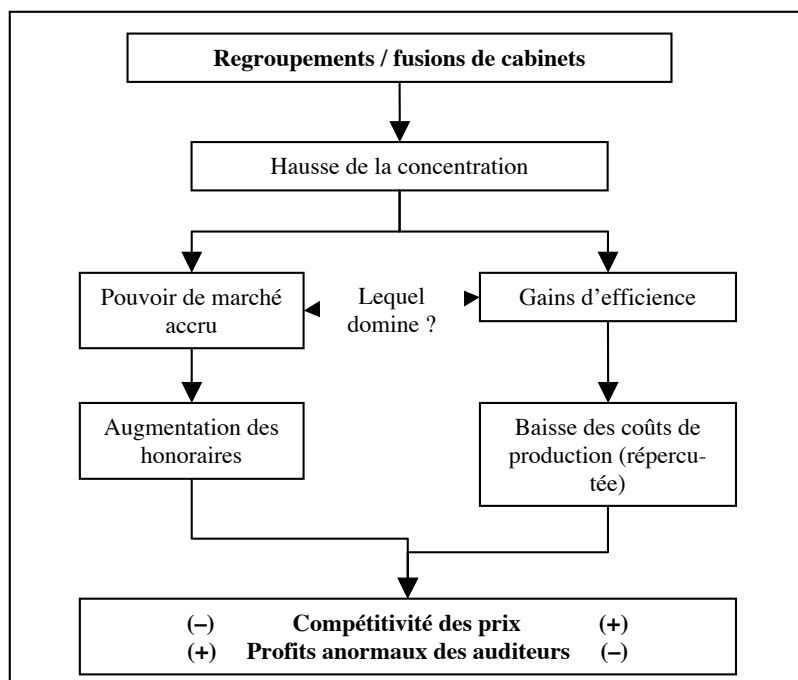 Regroupements / fusions de cabinets
Hausse de la concentration
Pouvoir de marché
accru
Lequel
domine ?
Gains d’efficience
Augmentation des
honoraires
Baisse des coûts de
production (répercu-
tée)
(–) Compétitivité des prix (+)
(+) Profits anormaux des auditeurs (–)